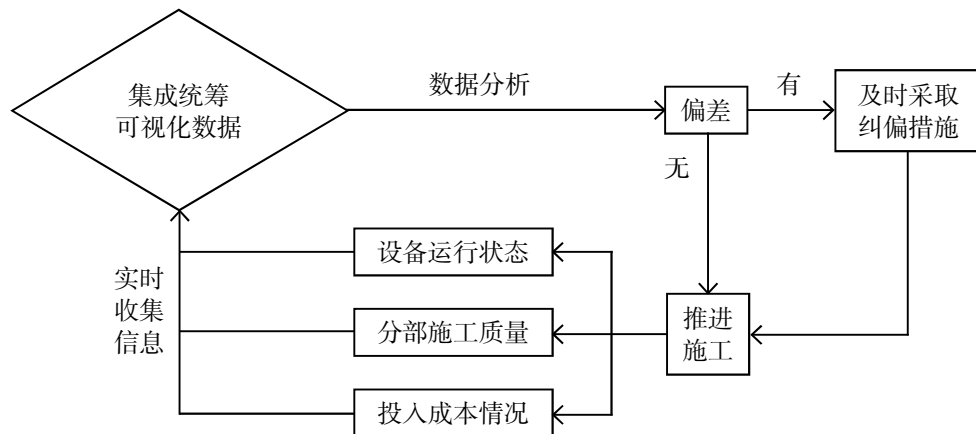 集成统筹
可视化数据
数据分析
偏差
有
及时采取
纠偏措施
无
设备运行状态
实时
收集
信息
分部施工质量
推进
施工
投入成本情况